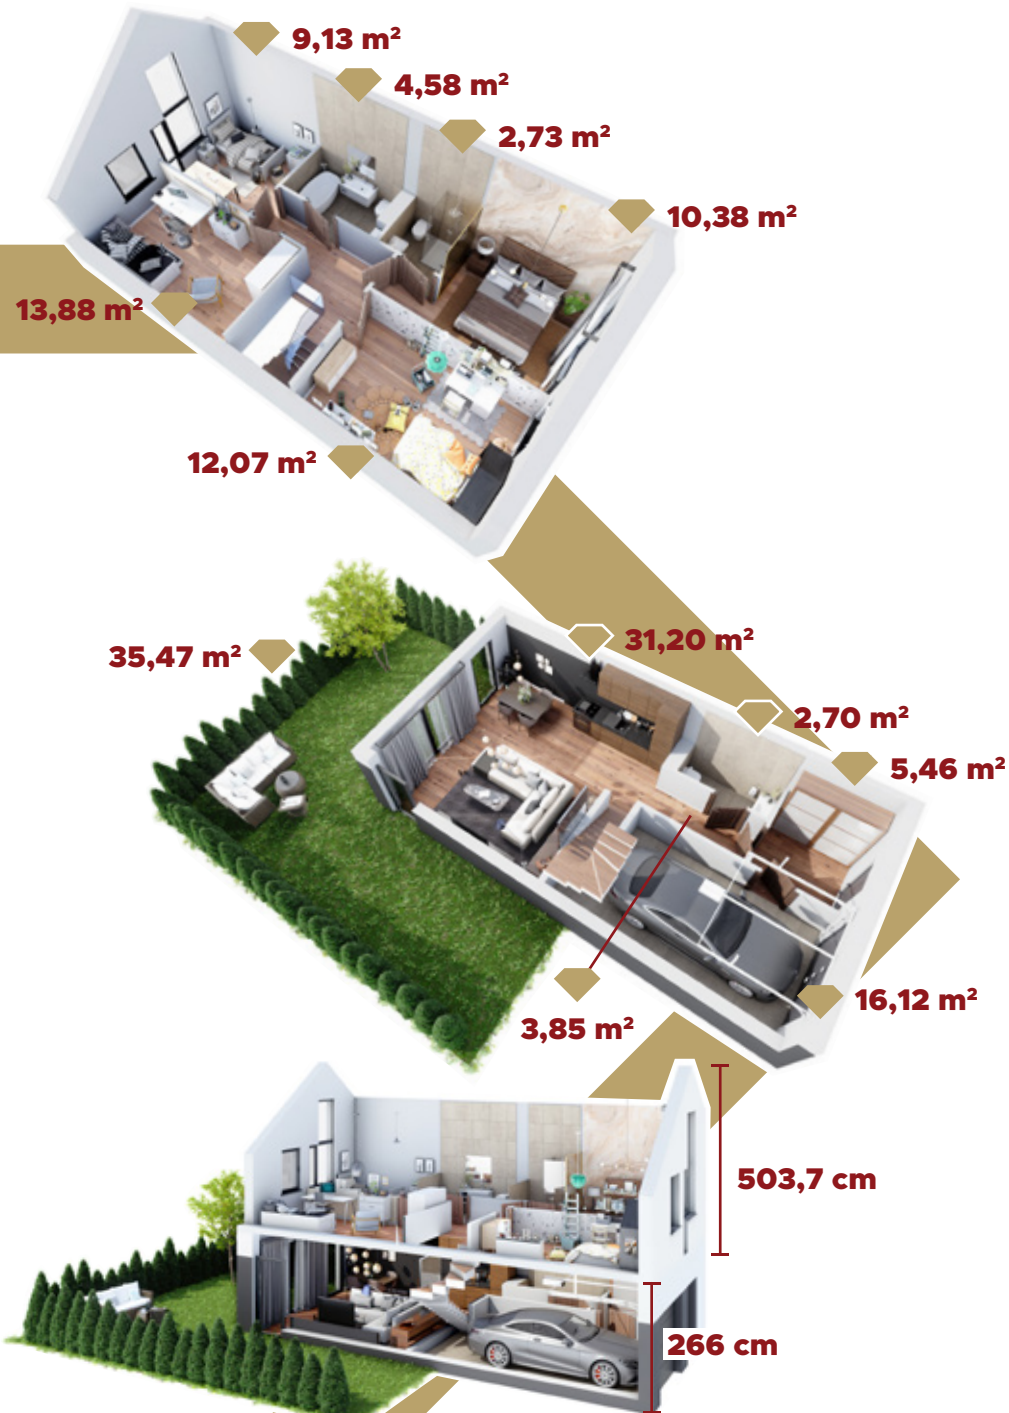 9,13 m²
4,58 m²
2,73 m²
10,38 m²
13,88 m²
12,07 m²
31,20 m²
35,47 m²
2,70 m²
5,46 m²
16,12 m²
3,85 m²
503,7 cm
266 cm